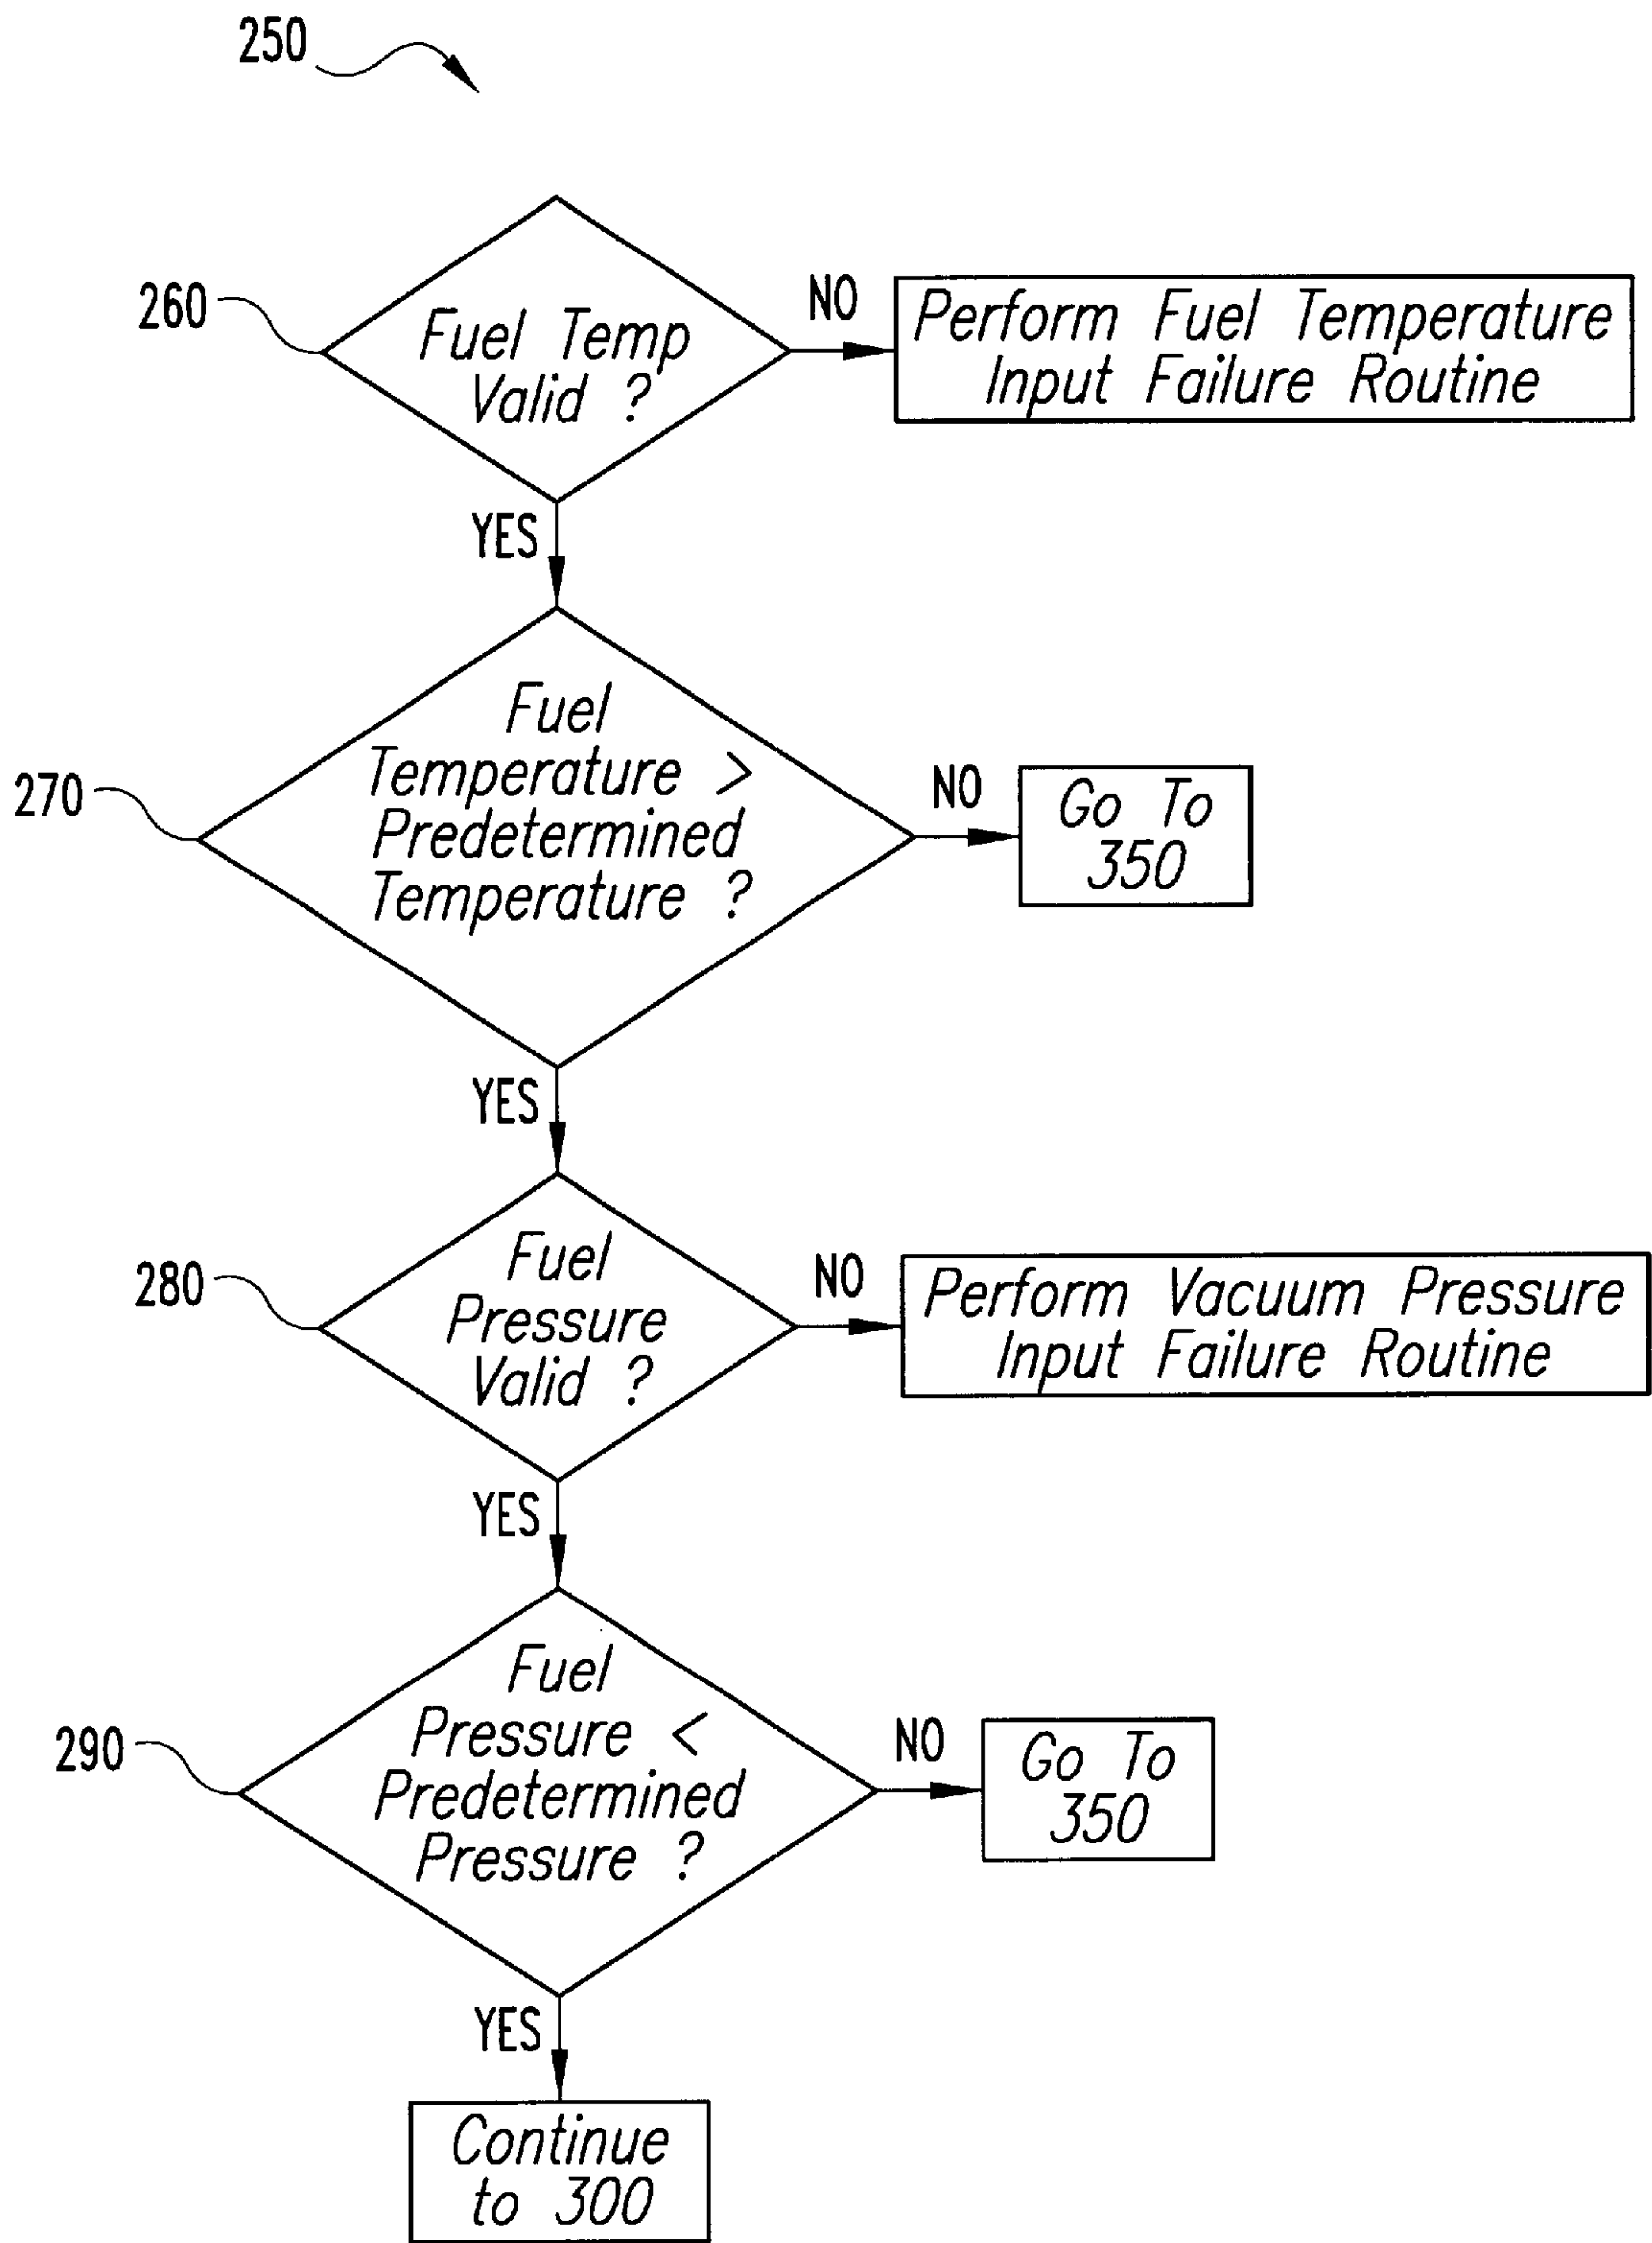 250
260
Fuel Temp
Valid ?
NO
Perform Fuel Temperature
Input Failure Routine
YES
270
Fuel
Temperature >
Predetermined
Temperature ?
NO
Go To
350
YES
280
Fuel
Pressure
Valid ?
NO
Perform Vacuum Pressure
Input Failure Routine
YES
290
Fuel
Pressure <
Predetermined
Pressure ?
NO
Go To
350
YES
Continue
to 300